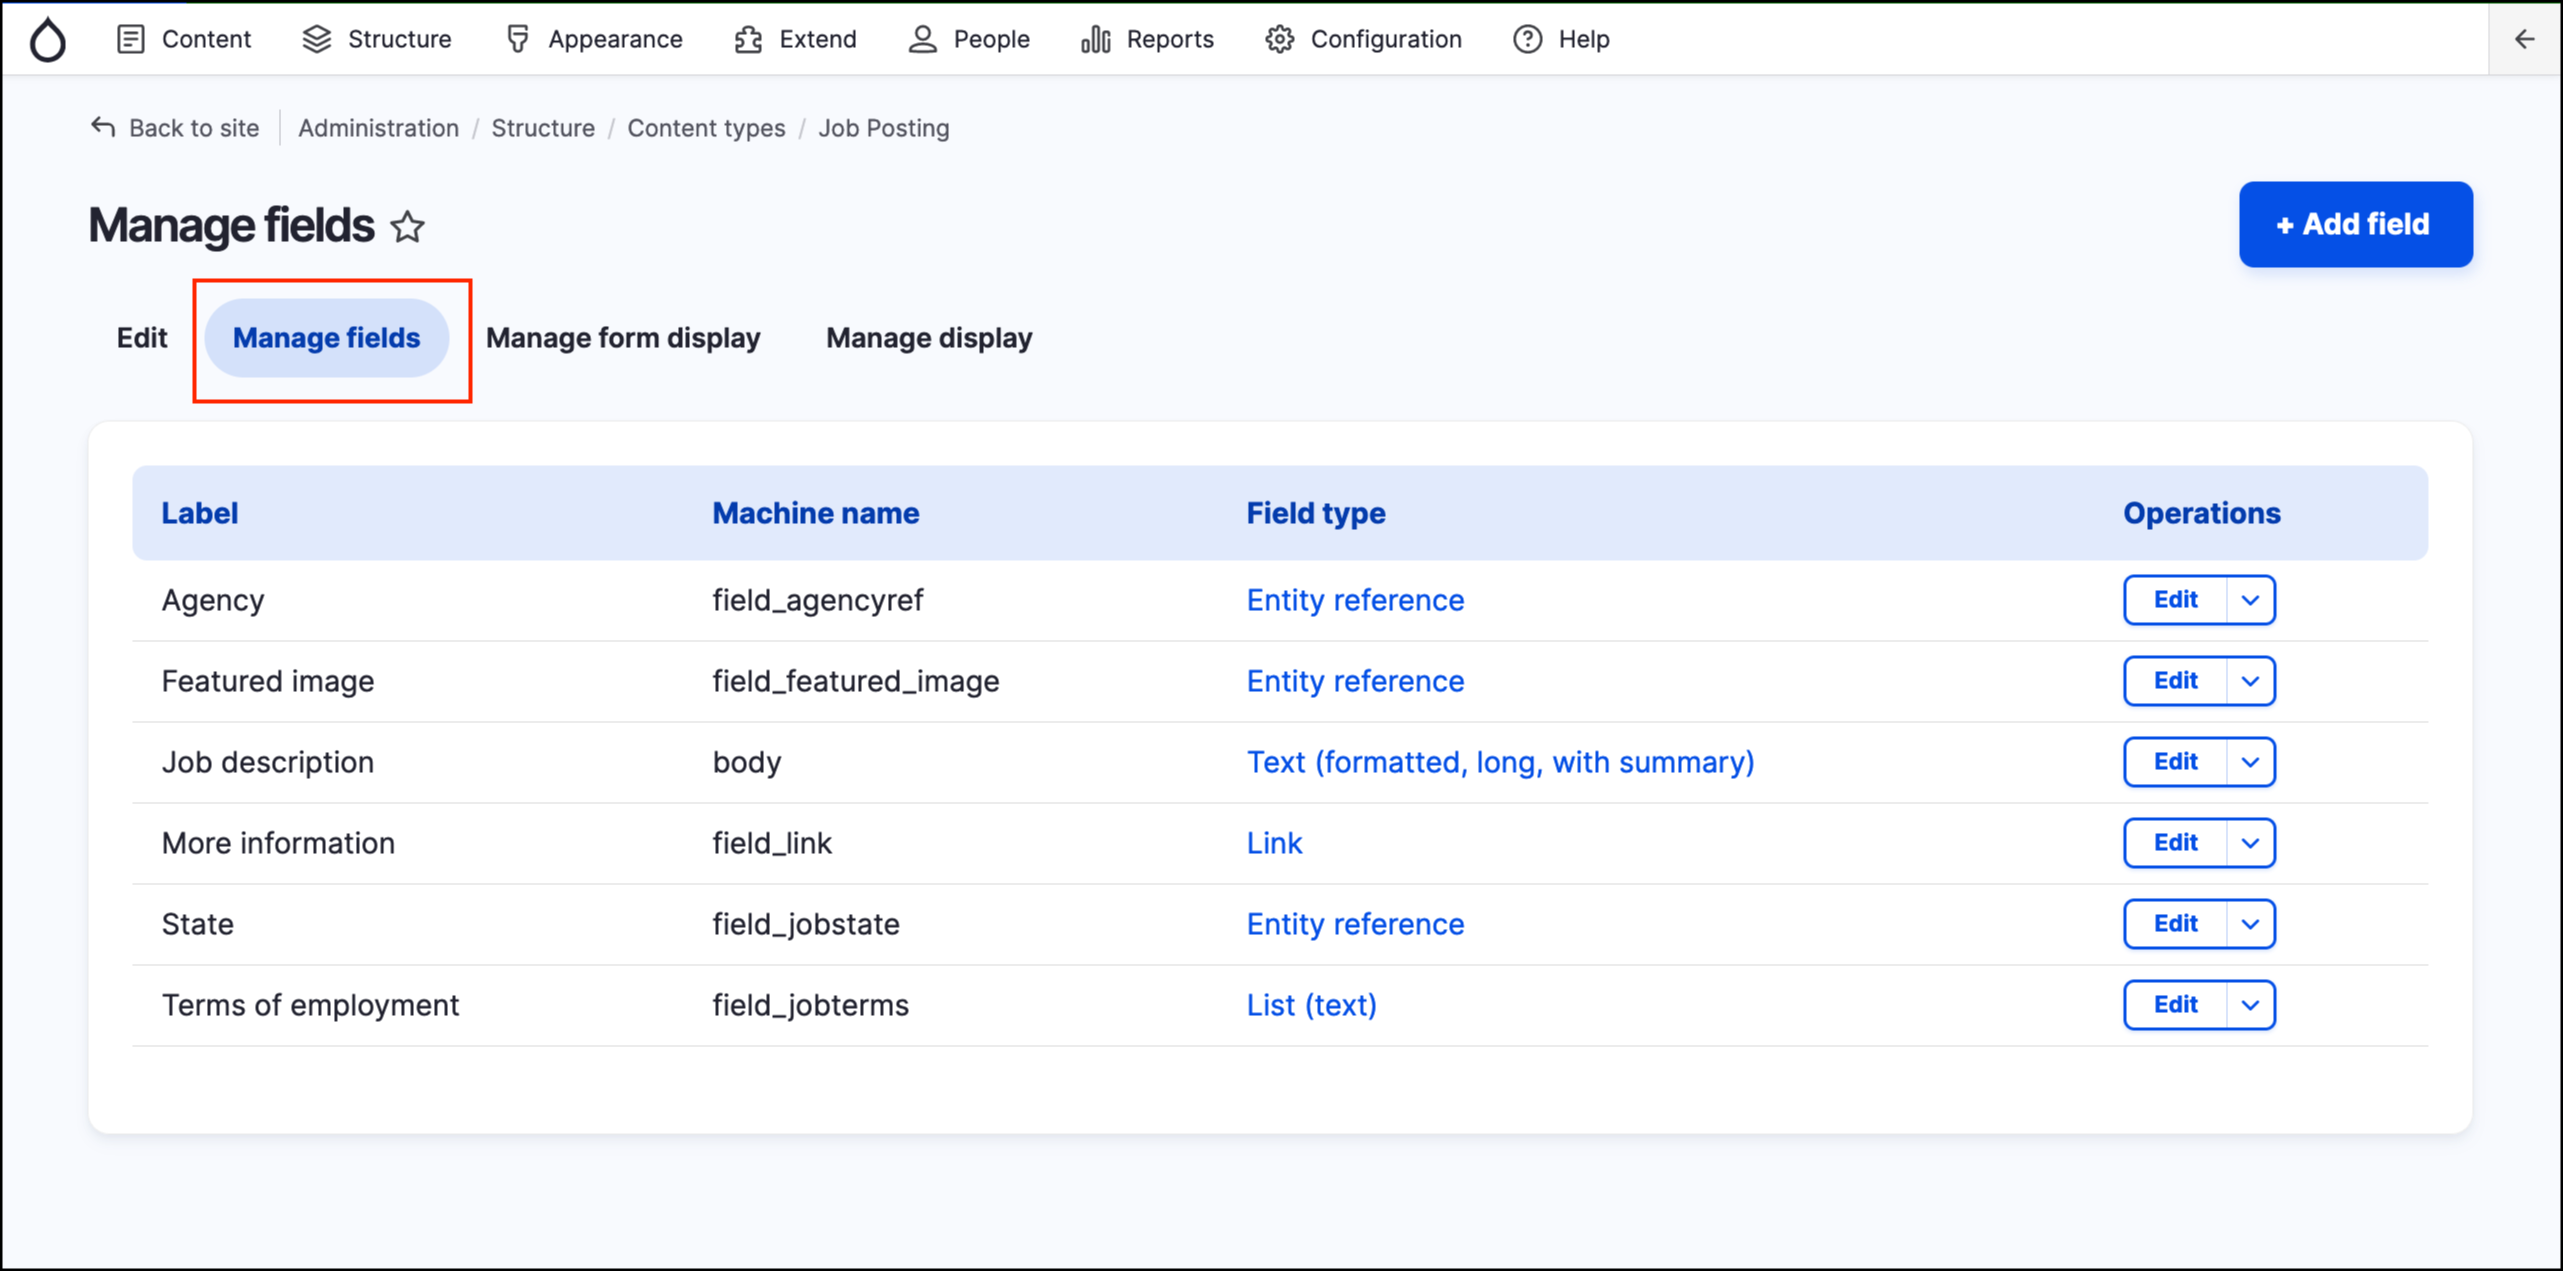 Content Structure Appearance Extend People Reports Configuration Help
Back to site Administration / Structure / Content types / Job Posting
Manage fields
+ Add field
Edit Manage fields Manage form display Manage display
Label Machine name Field type Operations
Agency field_agencyref Entity reference Edit
Featured image field_featured_image Entity reference Edit
Job description body Text (formatted, long, with summary) Edit
More information field_link Link Edit
State field_jobstate Entity reference Edit
Terms of employment field_jobterms List (text) Edit